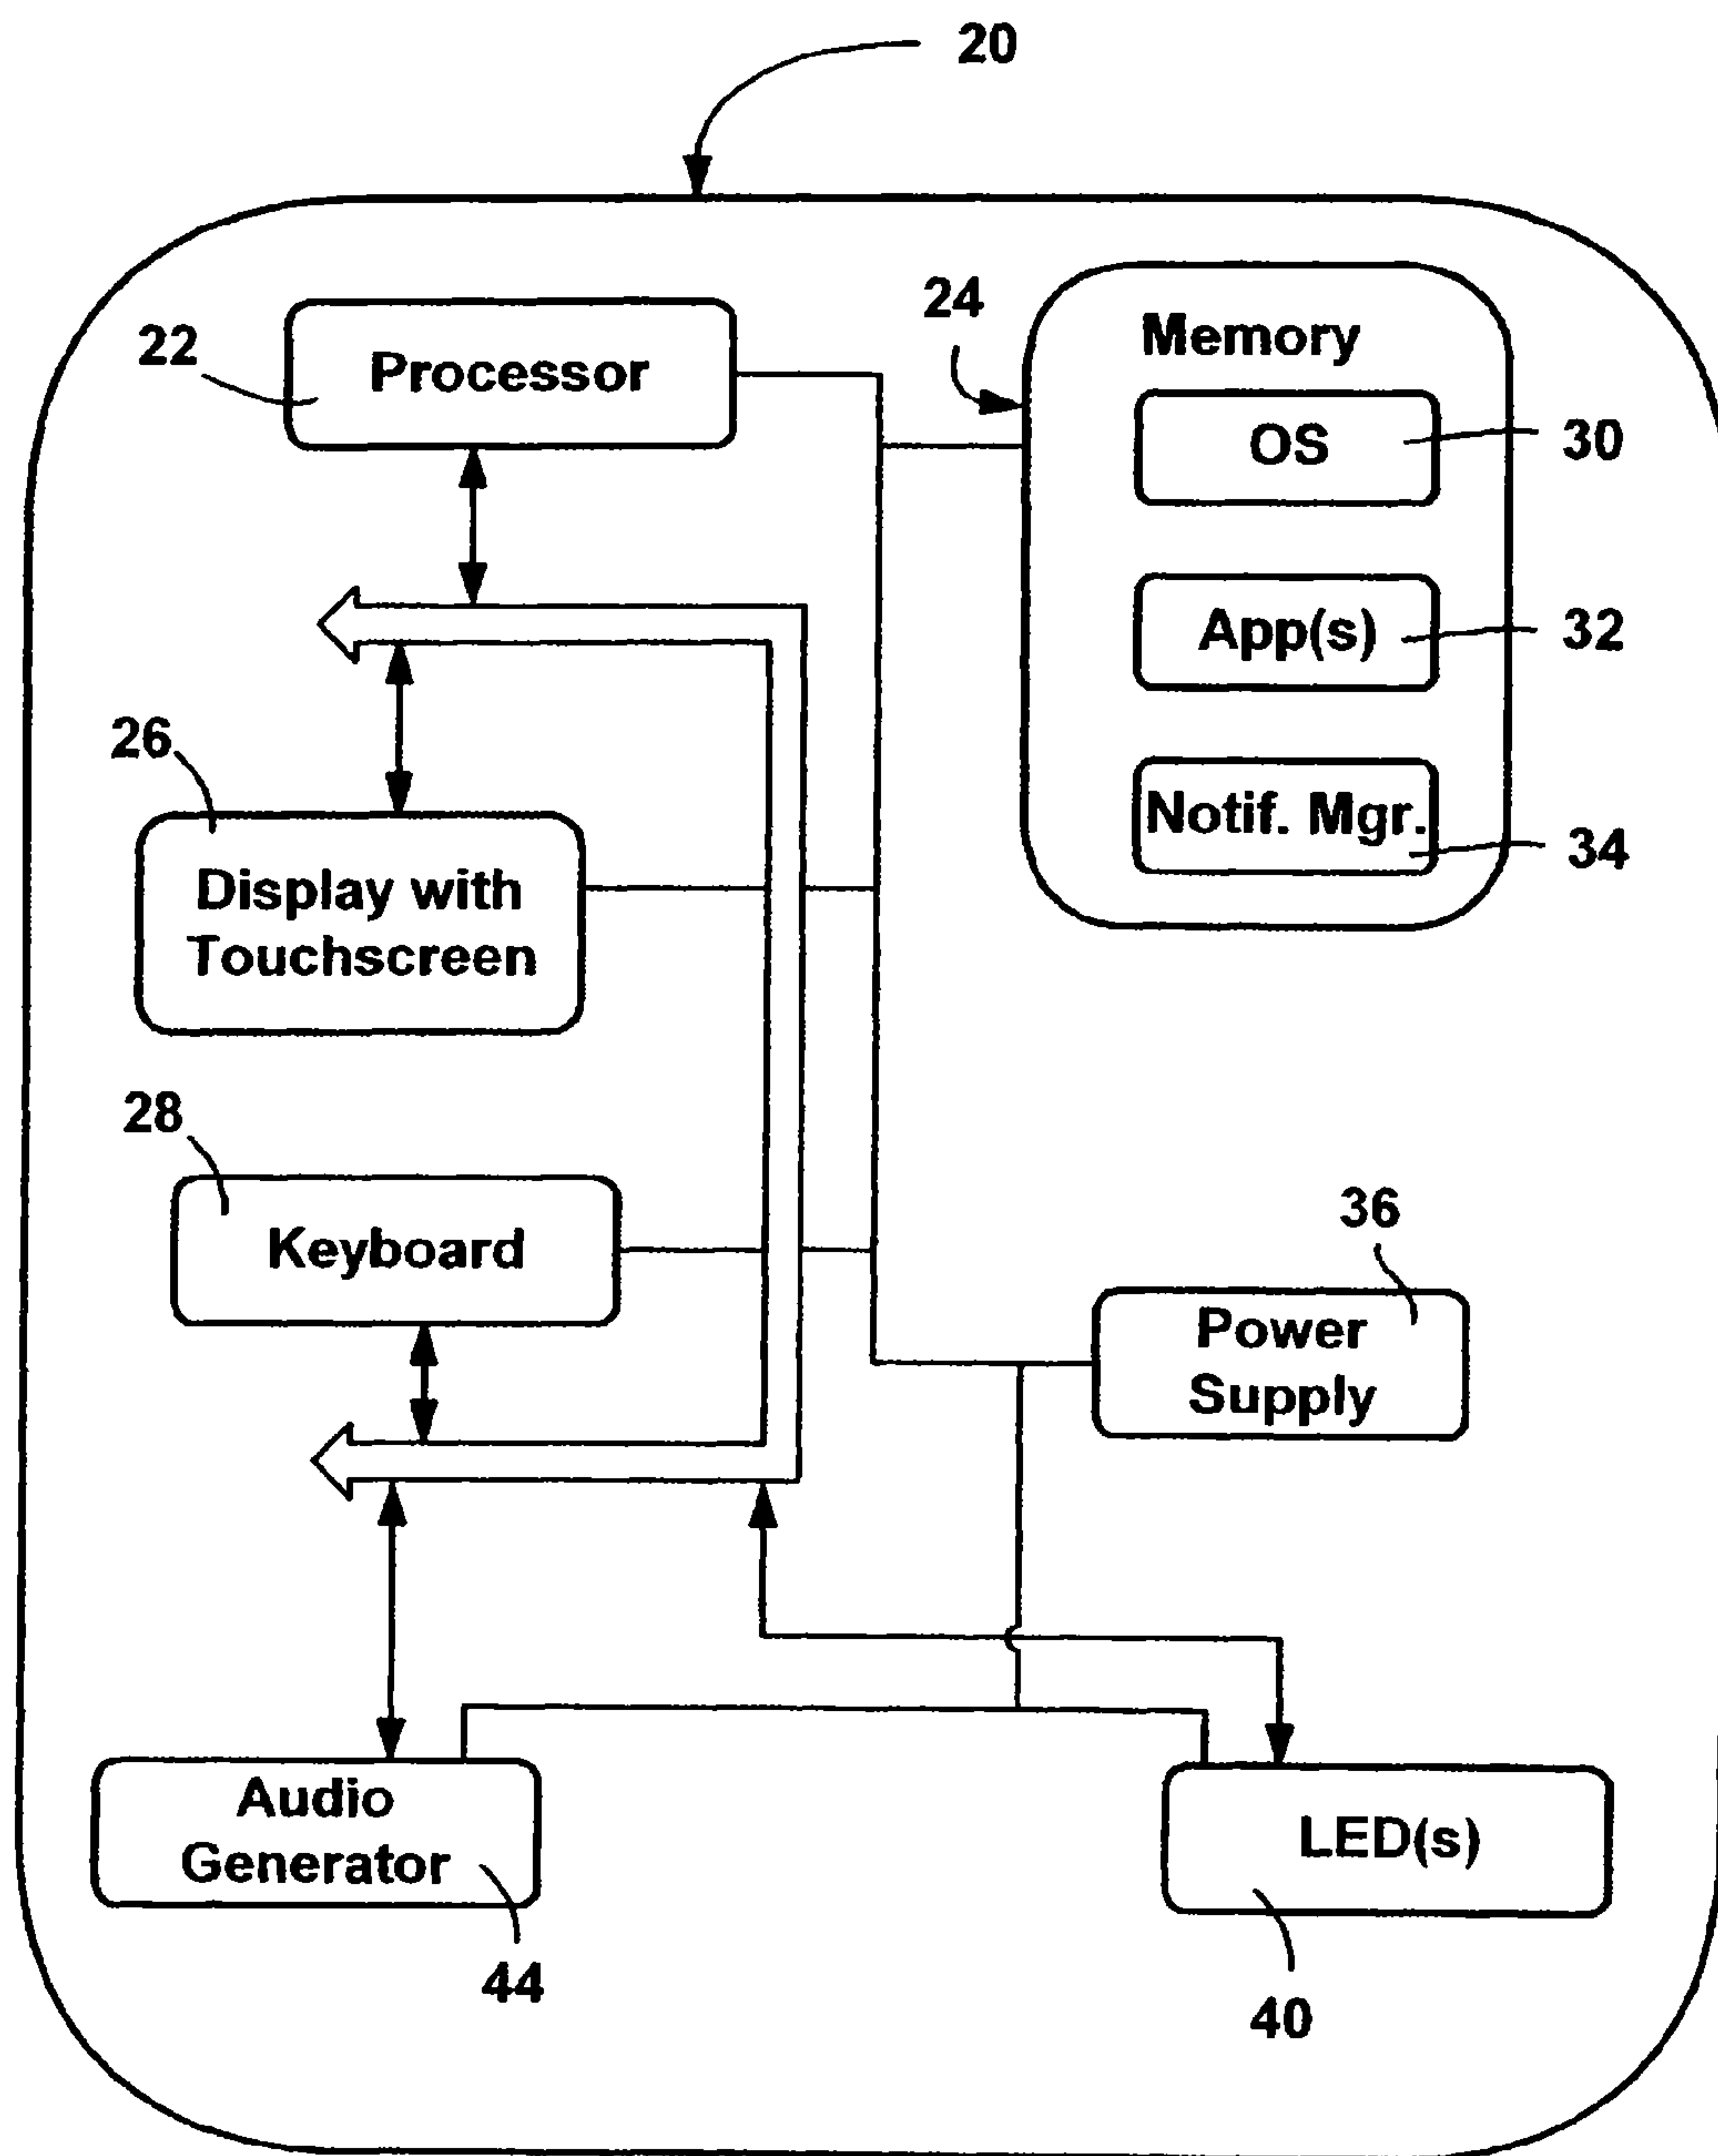 20
24
Memory
22
Processor
OS
30
App(s)
32
26
Notif. Mgr.
34
Display with
Touchscreen
28
Keyboard
36
Power
Supply
Audio
Generator
LED(s)
44
40